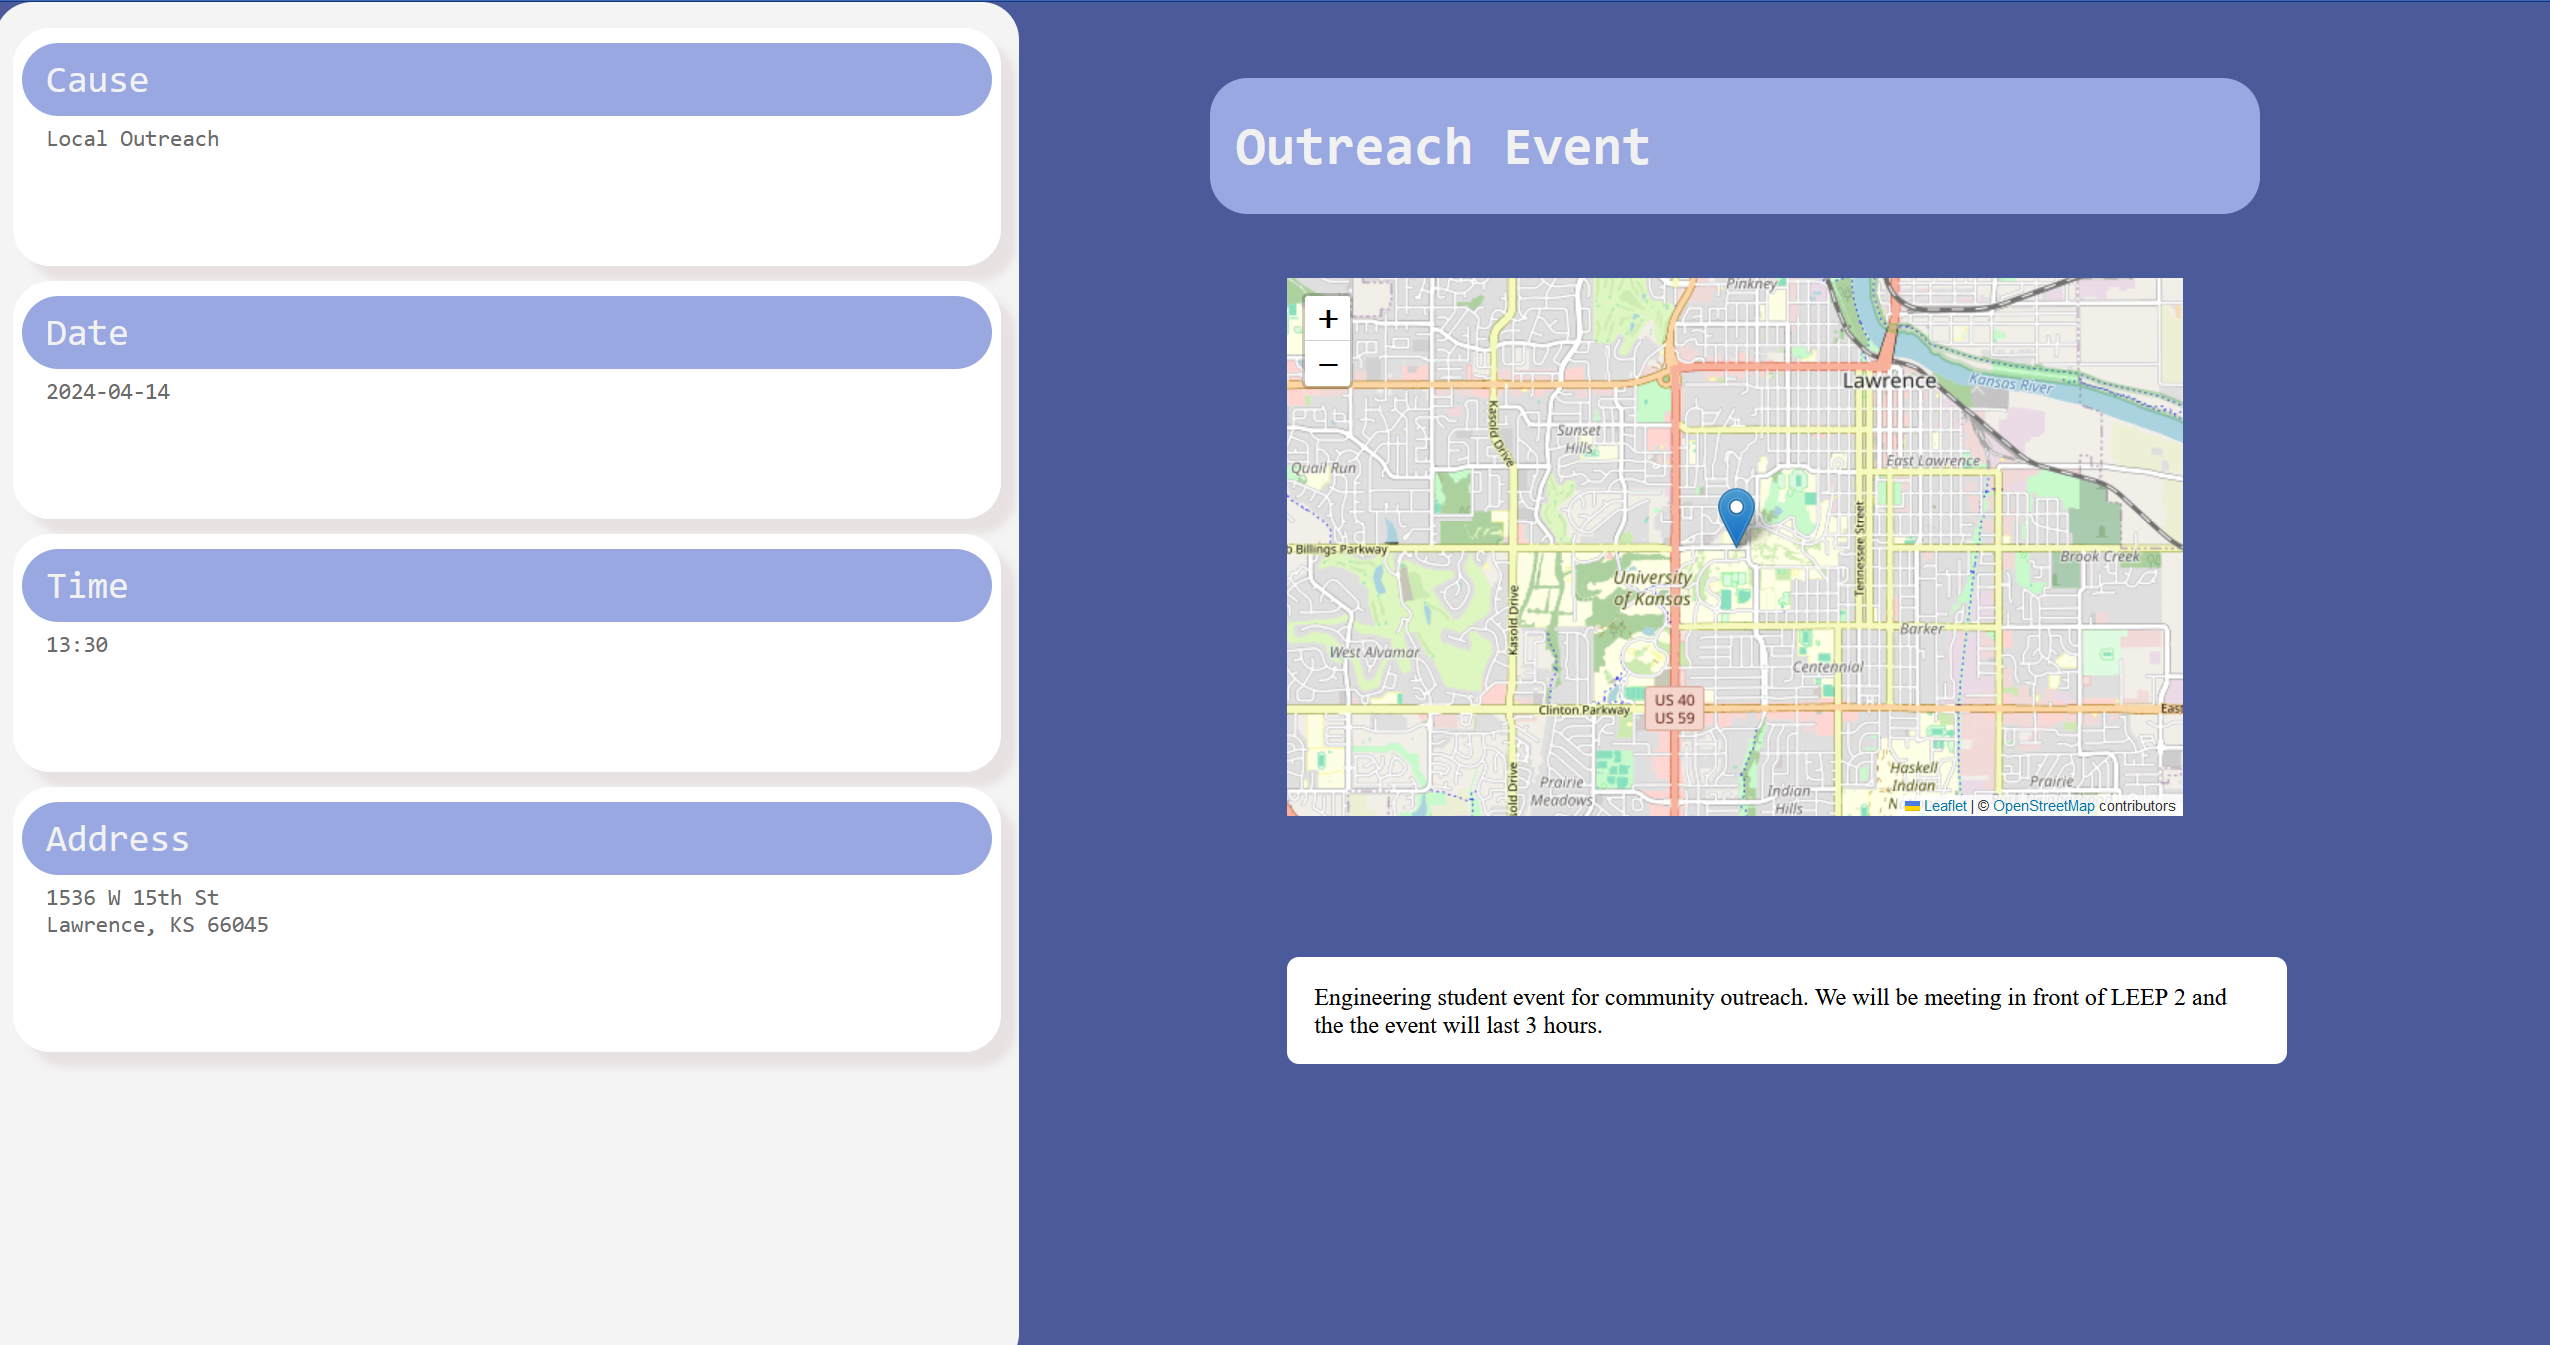 Cause
Local Outreach
Date
2024-04-14
Time
13:30
Address
1536 W 15th St
Lawrence, KS 66045
Outreach Event
+
−
Pinkney
Lawrence
Kansas River
Kasold Drive
Sunset
Hills
Quail Run
East Lawrence
Tennessee Street
Billings Parkway
Brook Creek
University
of Kansas
Kasold Drive
Barker
West Alvamar
Centennial
US 40
US 59
Clinton Parkway
East
Haskell
Indian
N
Prairie
Meadows
Indian
Hills
Prairie
old Drive
Leaflet | © OpenStreetMap contributors
Engineering student event for community outreach. We will be meeting in front of LEEP 2 and
the the event will last 3 hours.